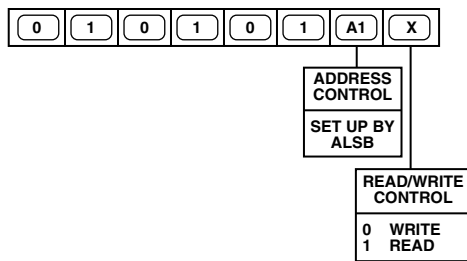 0 1 0 1 0 1 A1 X
ADDRESS
CONTROL
SET UP BY
ALSB
READ/WRITE
CONTROL
0 WRITE
1 READ